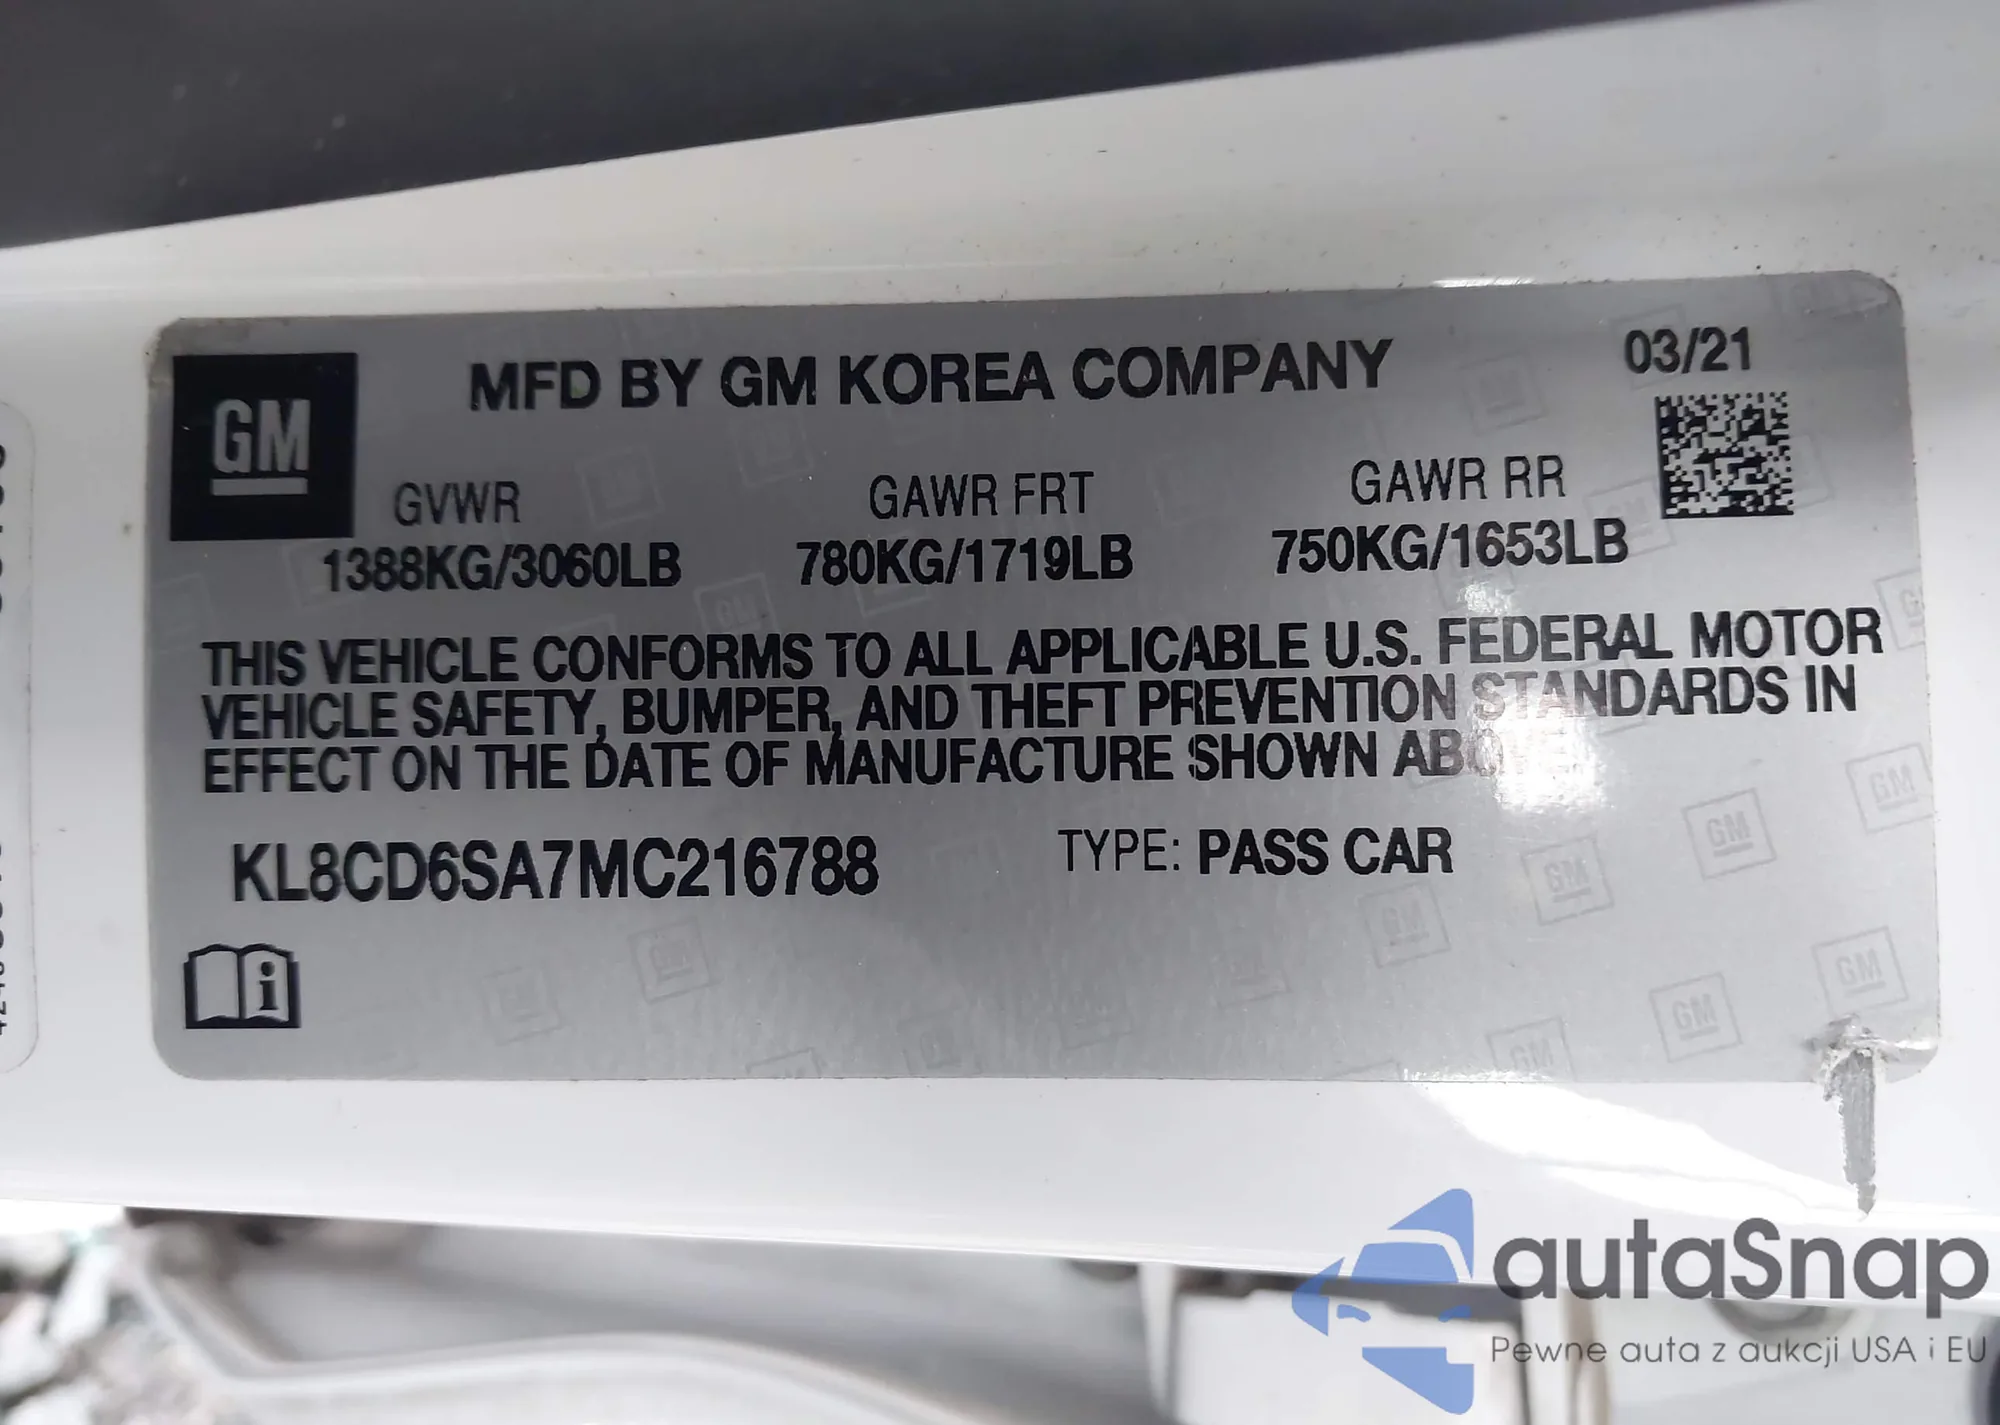 MFD BY GM KOREA COMPANY
03/21
GM
GVWR
GAWR FRT
GAWR RR
1388KG/3060LB
780KG/1719LB
750KG/1653LB
THIS VEHICLE CONFORMS TO ALL APPLICABLE U.S. FEDERAL MOTOR
VEHICLE SAFETY, BUMPER, AND THEFT PREVENTION STANDARDS IN
EFFECT ON THE DATE OF MANUFACTURE SHOWN ABOVE.
KL8CD6SA7MC216788
TYPE: PASS CAR
autaSnap
Pewne auta z aukcji USA i EU